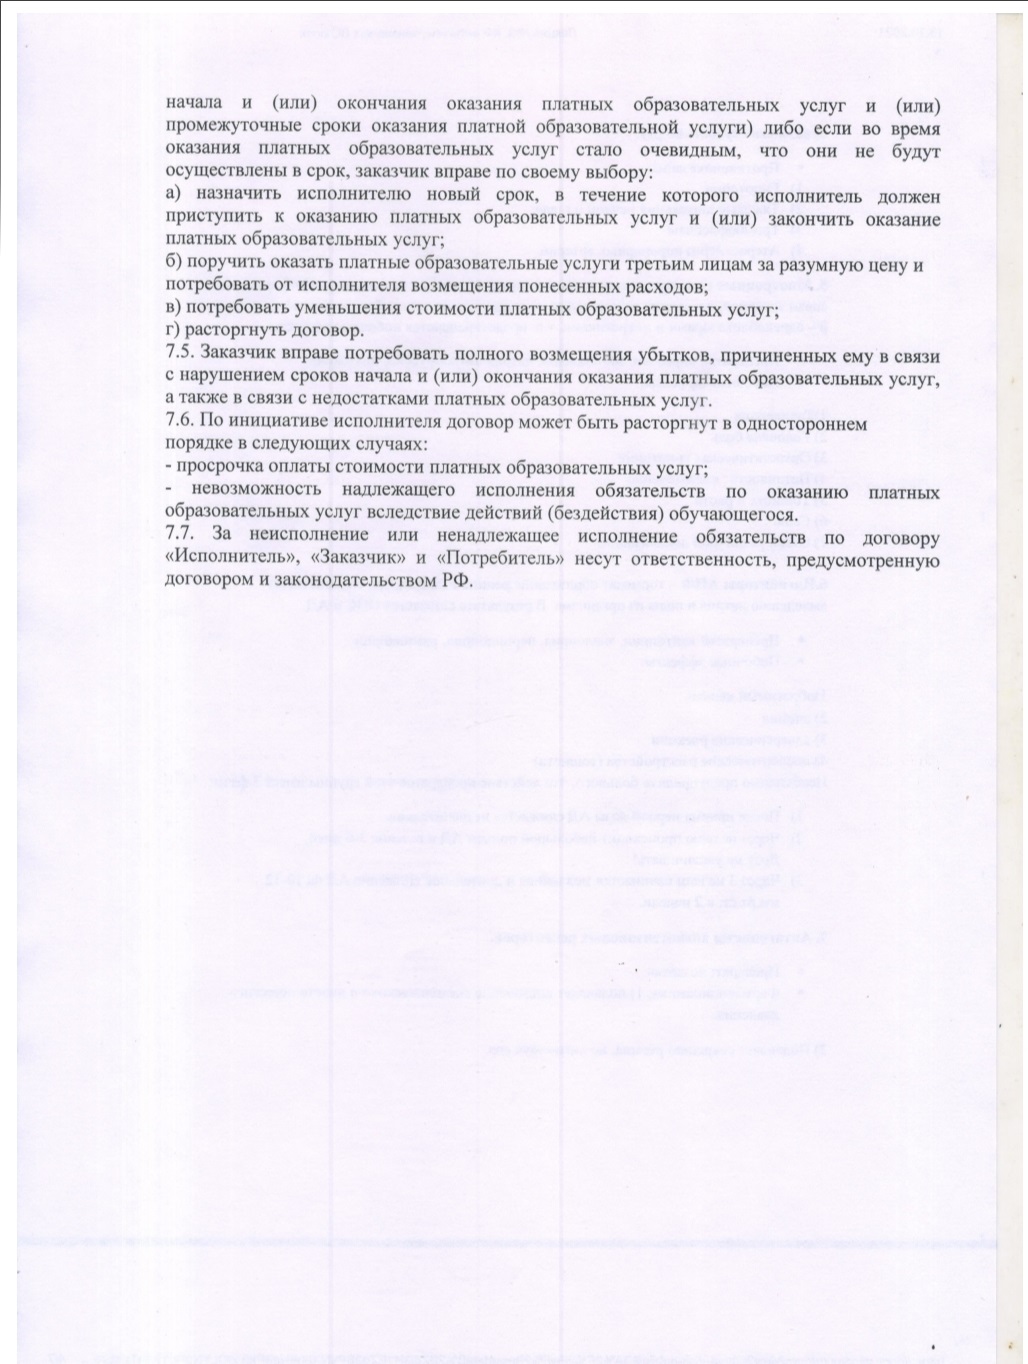 начала и (или) окончания оказания платных образовательных услуг и (или)
промежуточные сроки оказания платной образовательной услуги) либо если во время
оказания платных образовательных услуг стало очевидным, что они не будут
осуществлены в срок, заказчик вправе по своему выбору:
а) назначить исполнителю новый срок, в течение которого исполнитель должен
приступить к оказанию платных образовательных услуг и (или) закончить оказание
платных образовательных услуг;
б) поручить оказать платные образовательные услуги третьим лицам за разумную цену и
потребовать от исполнителя возмещения понесенных расходов;
в) потребовать уменьшения стоимости платных образовательных услуг;
г) расторгнуть договор.
7.5. Заказчик вправе потребовать полного возмещения убытков, причиненных ему в связи
с нарушением сроков начала и (или) окончания оказания платных образовательных услуг,
а также в связи с недостатками платных образовательных услуг.
7.6. По инициативе исполнителя договор может быть расторгнут в одностороннем
порядке в следующих случаях:
- просрочка оплаты стоимости платных образовательных услуг;
- невозможность надлежащего исполнения обязательств по оказанию платных
образовательных услуг вследствие действий (бездействия) обучающегося.
7.7. За неисполнение или ненадлежащее исполнение обязательств по договору
«Исполнитель», «Заказчик» и «Потребитель» несут ответственность, предусмотренную
договором и законодательством РФ.